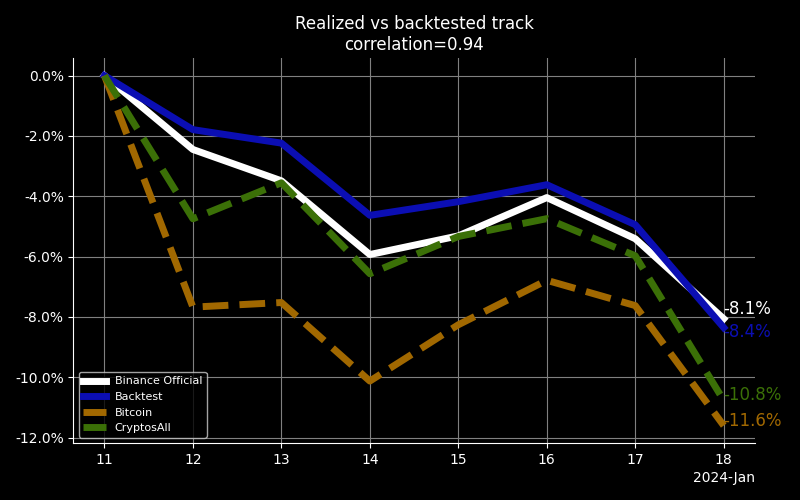 Realized vs backtested track
correlation=0.94
0.0%
-2.0%
-4.0%
-6.0%
-8.0%
-10.0%
-12.0%
-8.1%
-8.4%
-10.8%
-11.6%
Binance Official
Backtest
Bitcoin
CryptosAll
11 12 13 14 15 16 17 18
2024-Jan